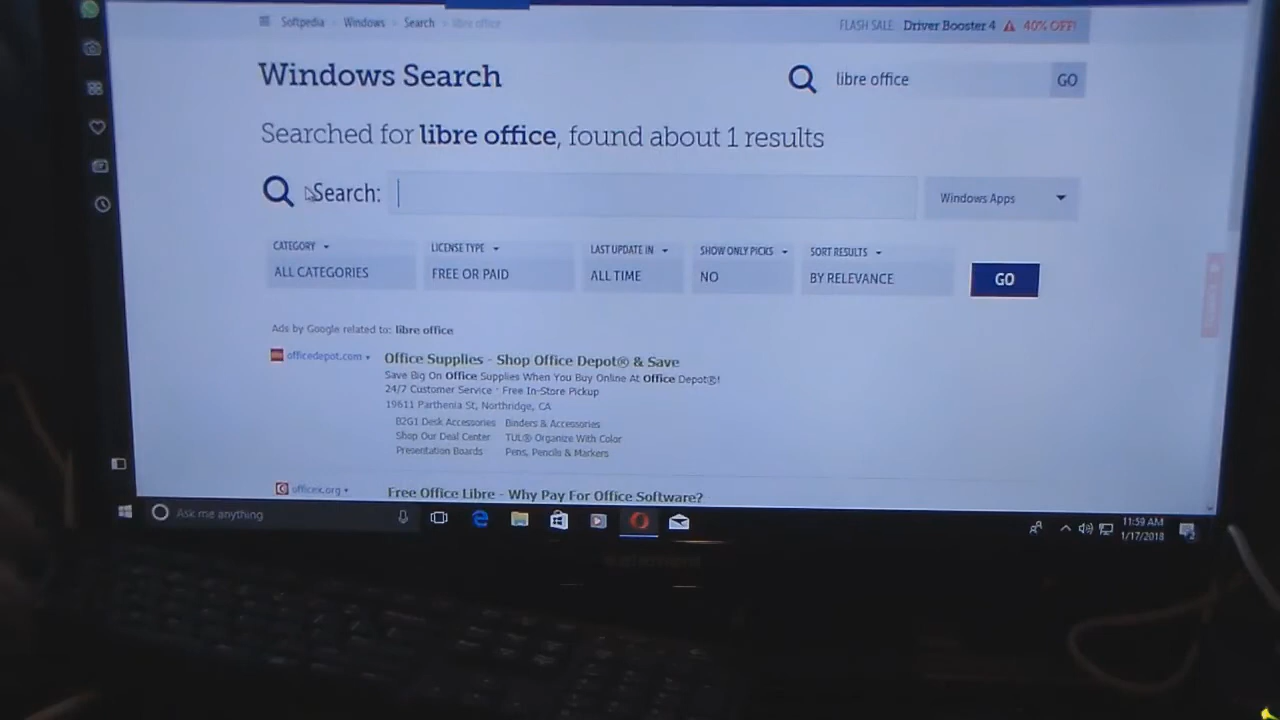 Softpedia Windows Search libre office
FLASH SALE: Driver Booster 4 40% OFF!
Windows Search
libre office GO
Searched for libre office, found about 1 results
Search:
Windows Apps
CATEGORY
LICENSE TYPE
LAST UPDATE IN
SHOW ONLY PICKS
SORT RESULTS
ALL CATEGORIES
FREE OR PAID
ALL TIME
NO
BY RELEVANCE
GO
Ads by Google related to: libre office
officedepot.com
Office Supplies - Shop Office Depot® & Save
Save Big On Office Supplies When You Buy Online At Office Depot®!
24/7 Customer Service · Free In-Store Pickup
19611 Parthenia St, Northridge, CA
B2G1 Desk Accessories Binders & Accessories
Shop Our Deal Center TUL® Organize With Color
Presentation Boards Pens, Pencils & Markers
Free Office Libre - Why Pay For Office Software?
Ask me anything
11:59 AM
1/17/2018